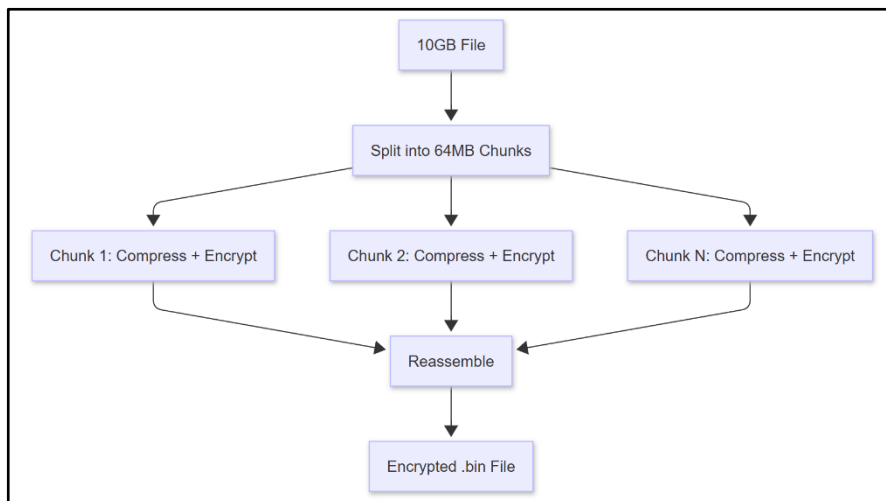 10GB File
Split into 64MB Chunks
Chunk 1: Compress + Encrypt
Chunk 2: Compress + Encrypt
Chunk N: Compress + Encrypt
Reassemble
Encrypted .bin File